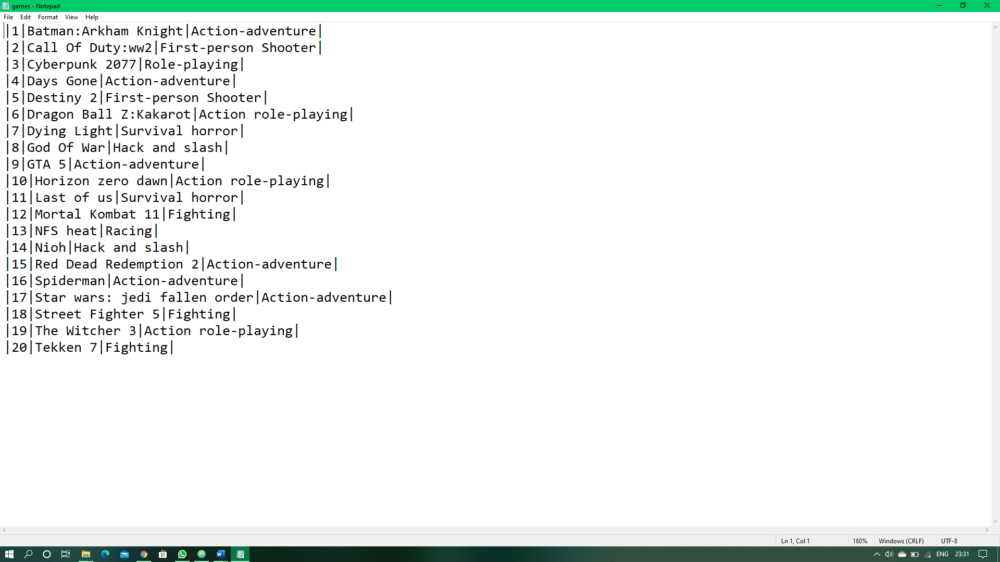 games - Notepad
File Edit Format View Help
|1|Batman:Arkham Knight|Action-adventure|
|2|Call Of Duty:ww2|First-person Shooter|
|3|Cyberpunk 2077|Role-playing|
|4|Days Gone|Action-adventure|
|5|Destiny 2|First-person Shooter|
|6|Dragon Ball Z:Kakarot|Action role-playing|
|7|Dying Light|Survival horror|
|8|God Of War|Hack and slash|
|9|GTA 5|Action-adventure|
|10|Horizon zero dawn|Action role-playing|
|11|Last of us|Survival horror|
|12|Mortal Kombat 11|Fighting|
|13|NFS heat|Racing|
|14|Nioh|Hack and slash|
|15|Red Dead Redemption 2|Action-adventure|
|16|Spiderman|Action-adventure|
|17|Star wars: jedi fallen order|Action-adventure|
|18|Street Fighter 5|Fighting|
|19|The Witcher 3|Action role-playing|
|20|Tekken 7|Fighting|
Ln 1, Col 1 180% Windows (CRLF) UTF-8
ENG 23:31